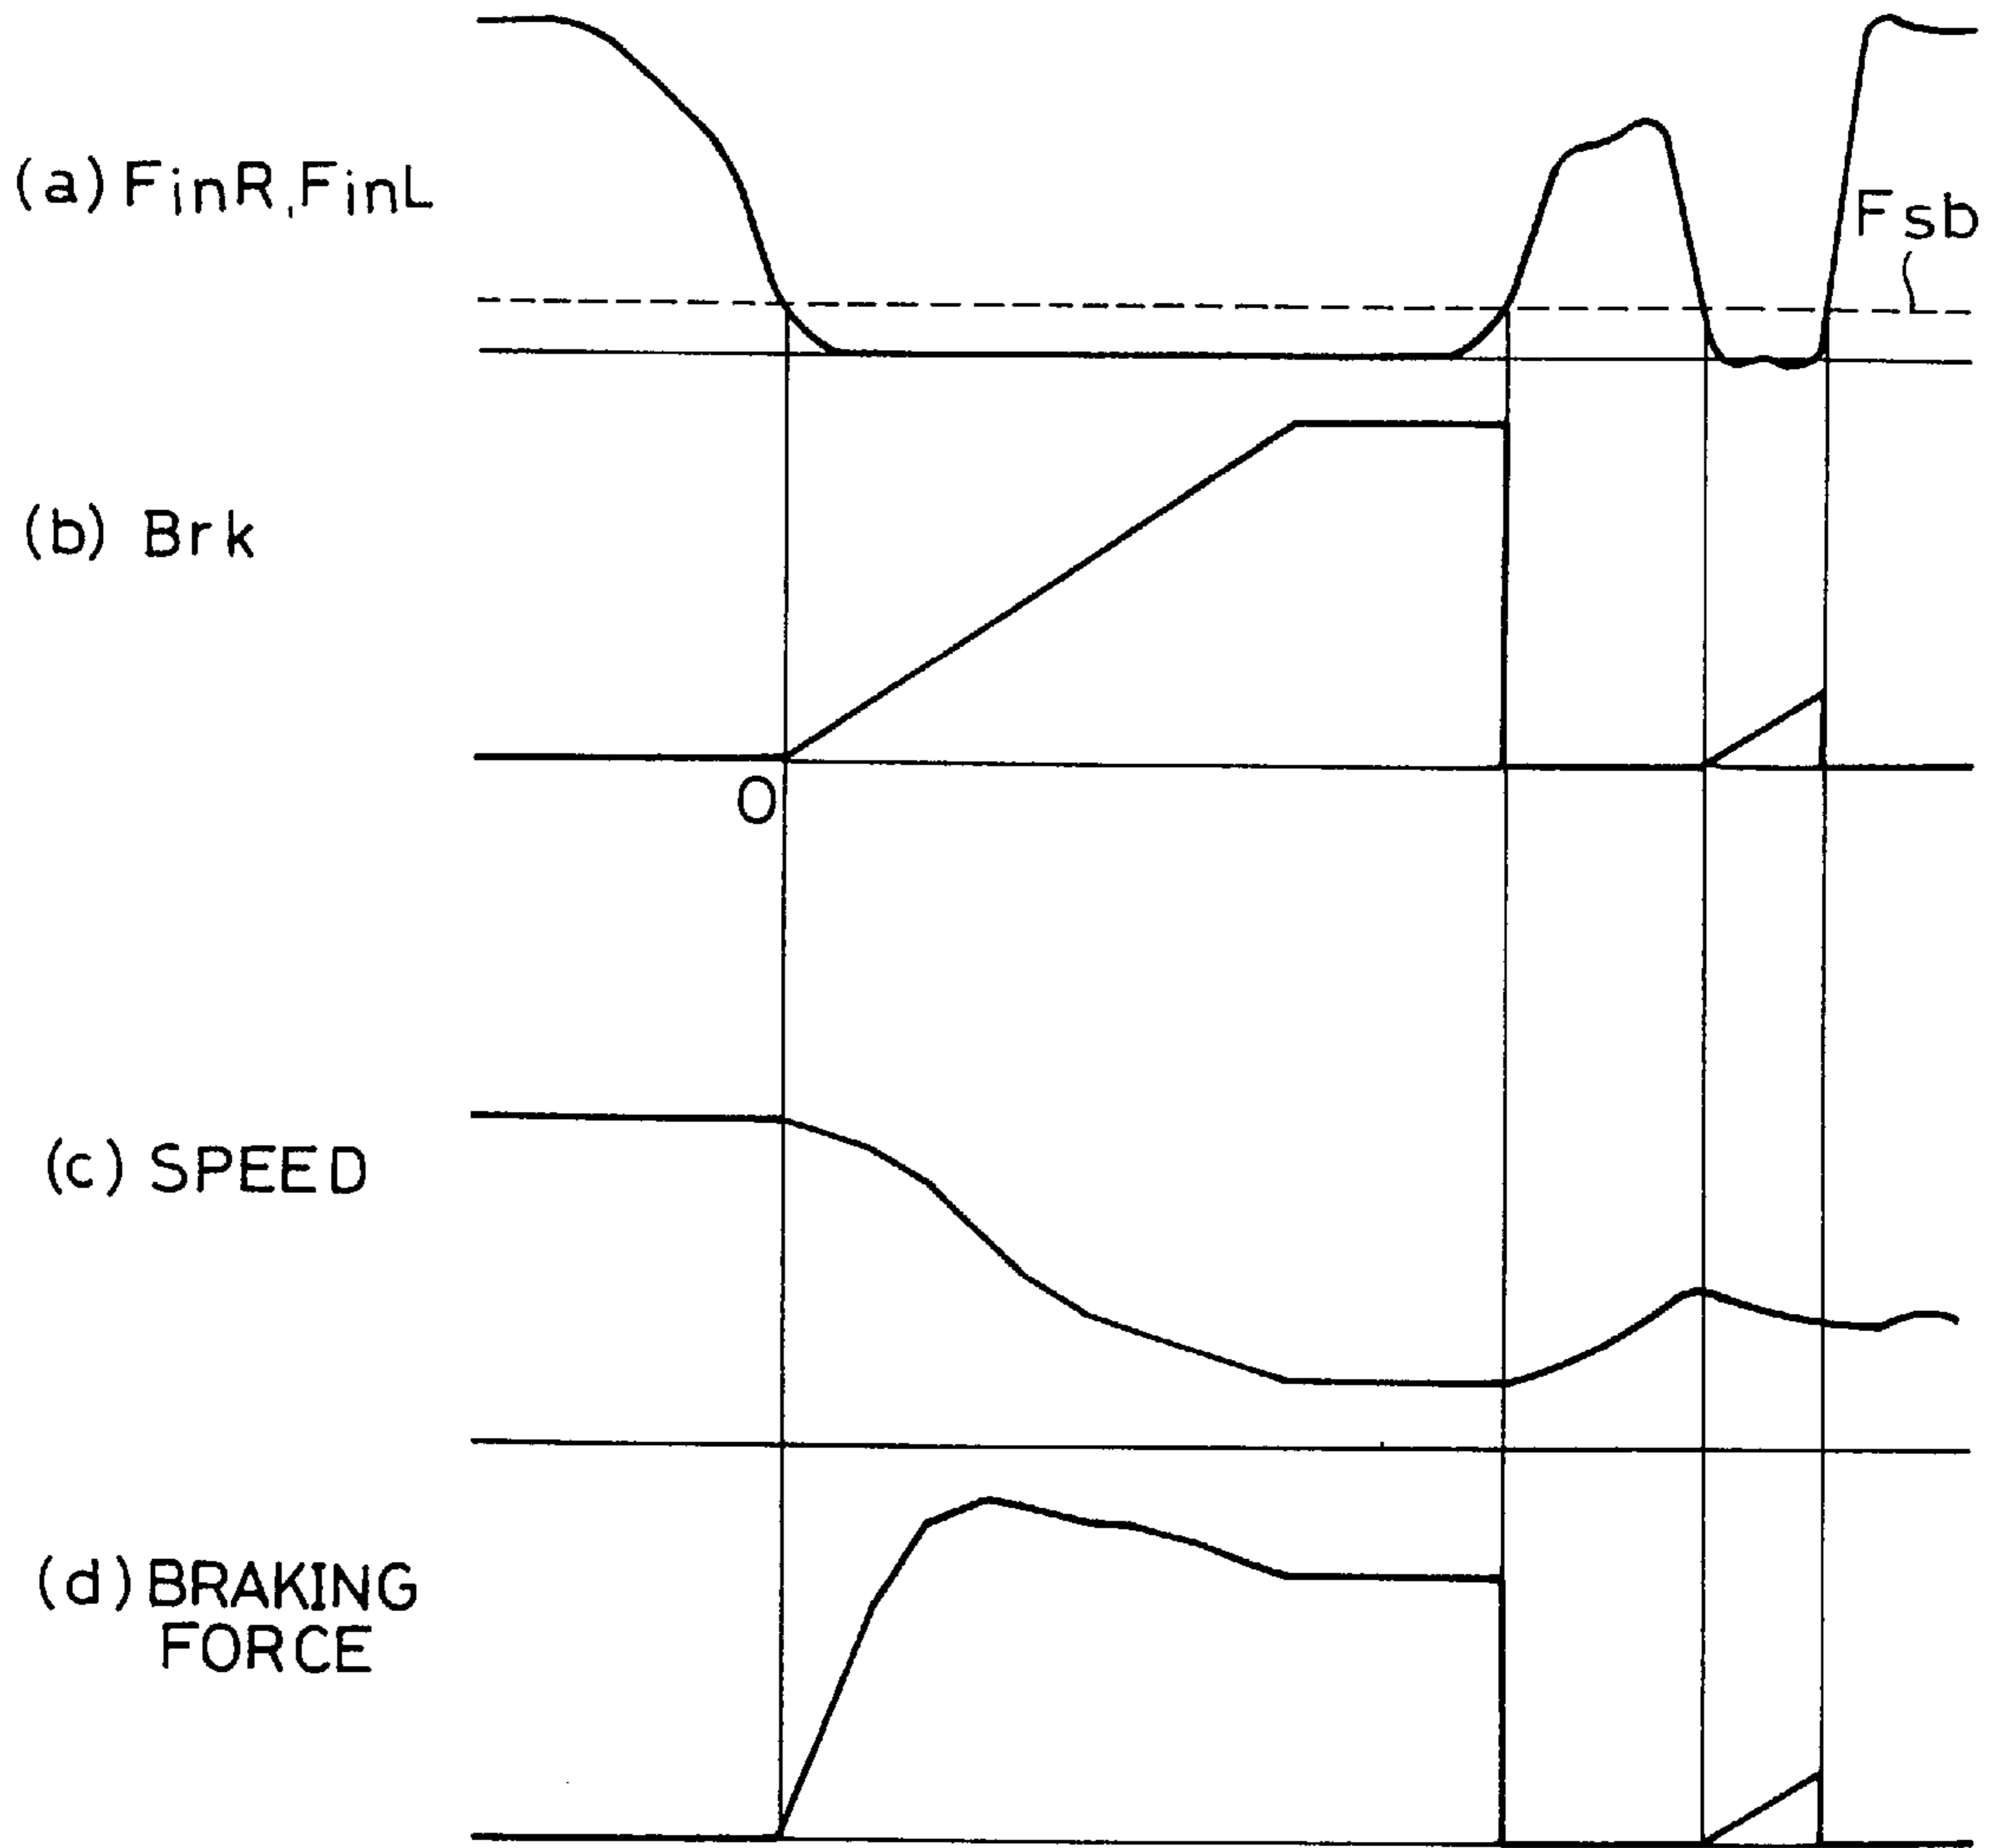 (a) FinR, FinL
Fsb
(b) Brk
0
(c) SPEED
(d) BRAKING
FORCE